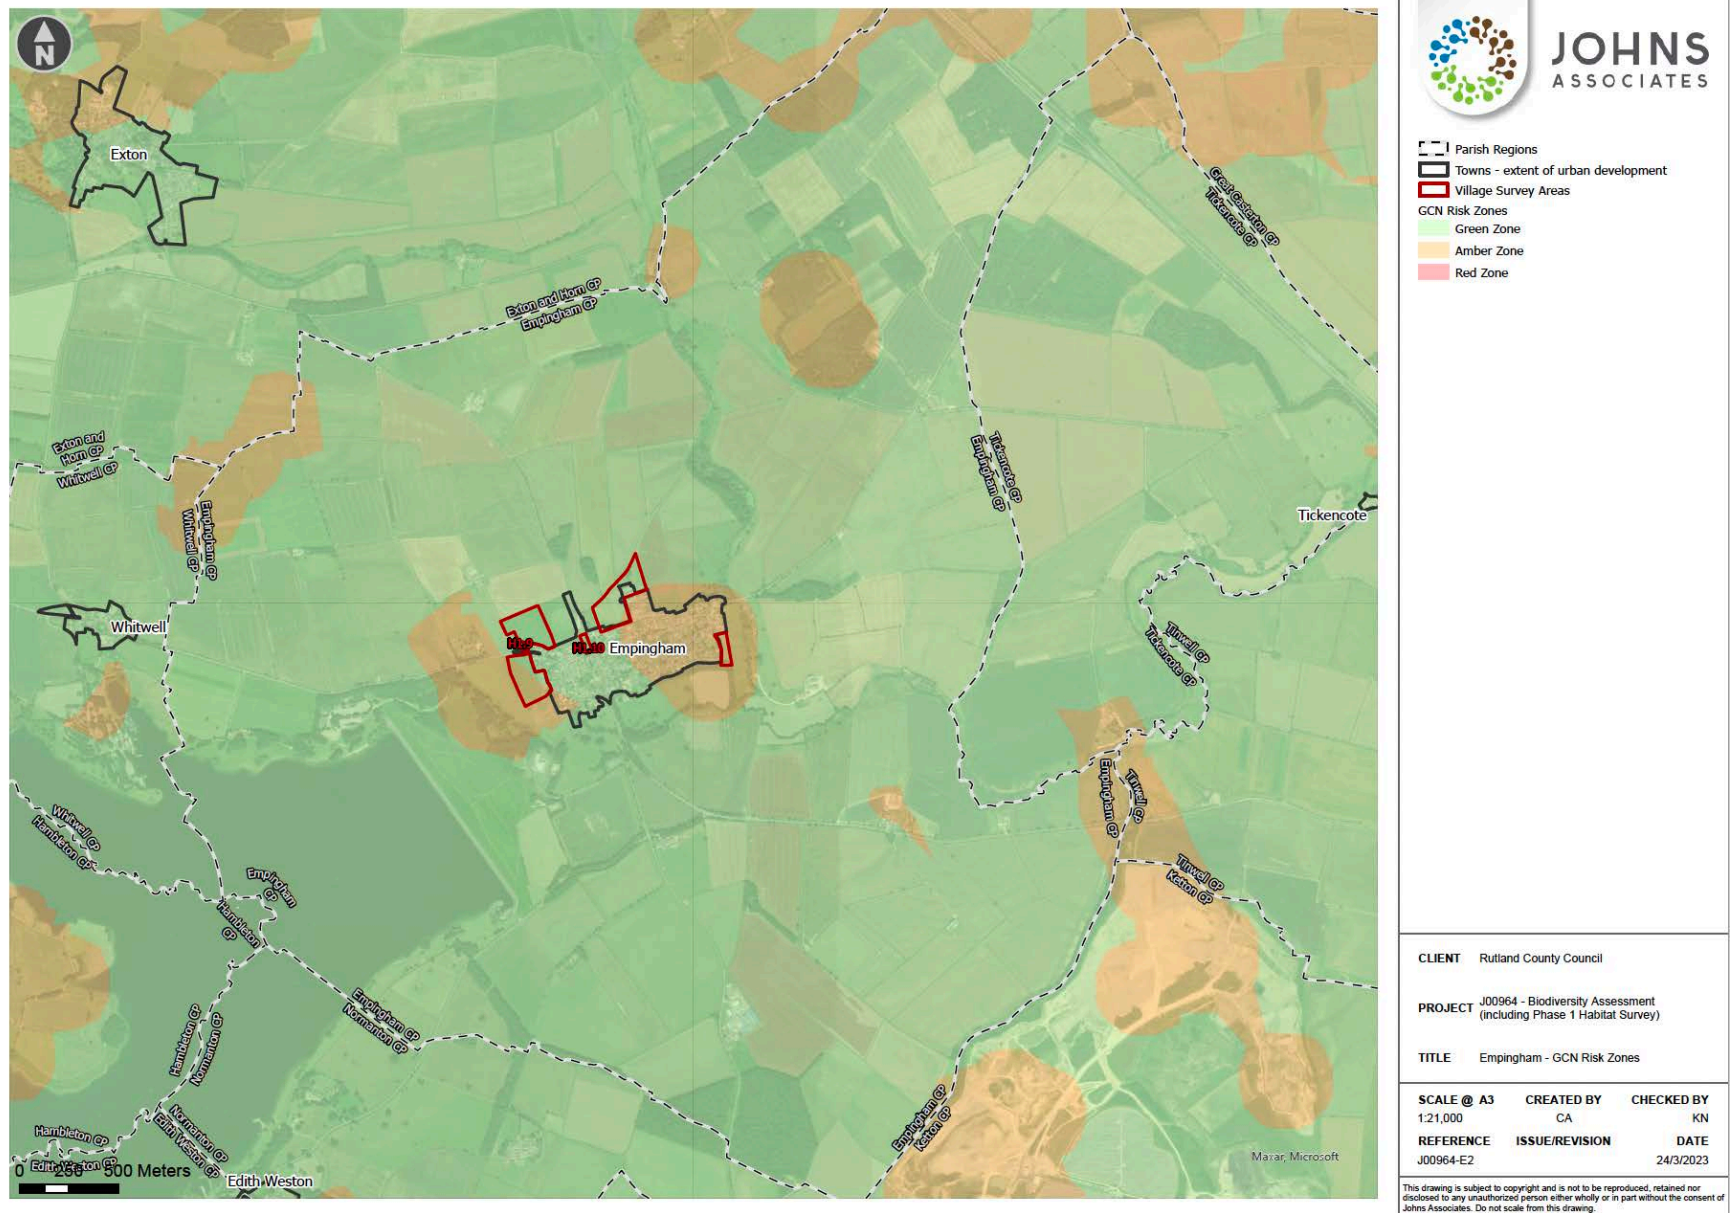 N
Exton
Exton and Horn CP
Empingham CP
Great Casterton CP
Tickencote CP
Exton and
Horn CP
Whitwell CP
Empingham CP
Whitwell CP
Tickencote CP
Empingham CP
Tickencote
Whitwell
H1.10
Empingham
Tinwell CP
Tickencote CP
Empingham CP
Tinwell CP
Whitwell CP
Hambleton CP
Empingham
CP
Hambleton
CP
Tinwell CP
Ketton CP
Empingham CP
Normanton CP
Hambleton CP
Normanton CP
Normanton CP
Edith Weston CP
Hambleton CP
Edith Weston CP
Empingham CP
Ketton CP
0 250 500 Meters
Edith Weston
Maxar, Microsoft
JOHNS
ASSOCIATES
Parish Regions
Towns - extent of urban development
Village Survey Areas
GCN Risk Zones
Green Zone
Amber Zone
Red Zone
CLIENT Rutland County Council
PROJECT J00964 - Biodiversity Assessment
(including Phase 1 Habitat Survey)
TITLE Empingham - GCN Risk Zones
SCALE @ A3 CREATED BY CHECKED BY
1:21,000 CA KN
REFERENCE ISSUE/REVISION DATE
J00964-E2 24/3/2023
This drawing is subject to copyright and is not to be reproduced, retained nor
disclosed to any unauthorized person either wholly or in part without the consent of
Johns Associates. Do not scale from this drawing.